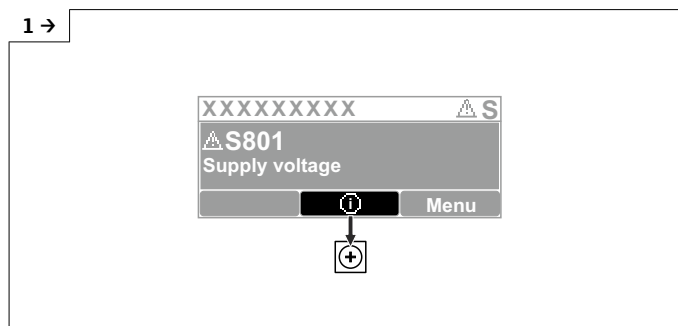 1 →
XXXXXXXXX ⚠S
⚠S801
Supply voltage
ⓘ Menu
+